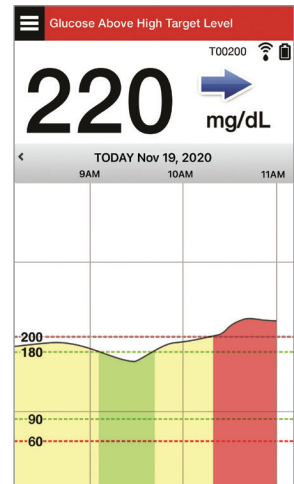 Glucose Above High Target Level
T00200
220
mg/dL
TODAY Nov 19, 2020
9AM 10AM 11AM
200
180
90
60